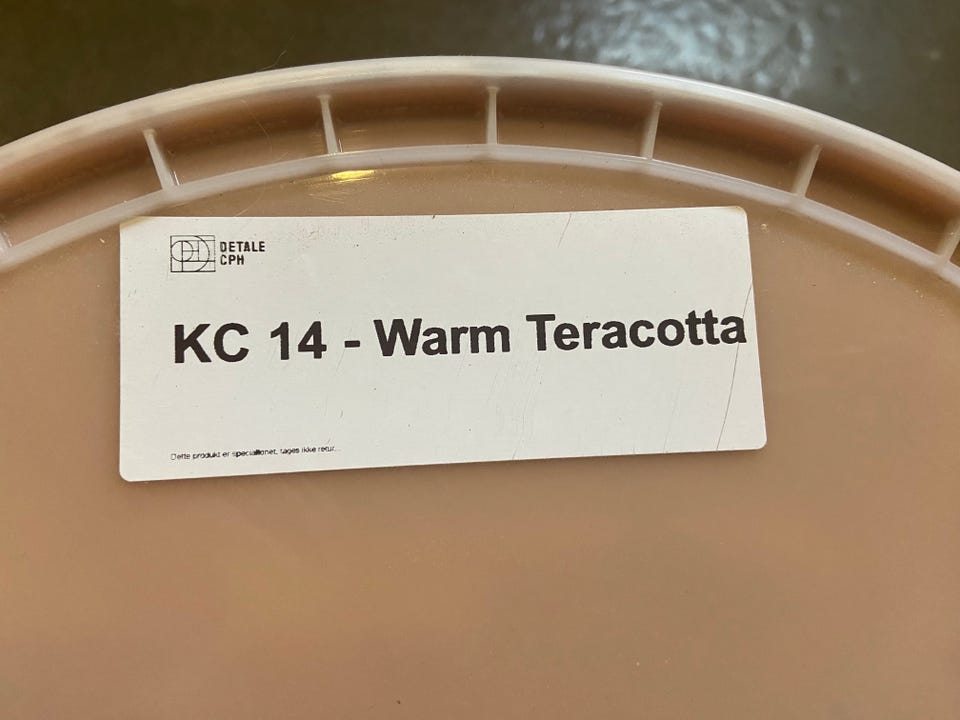 DETALE
CPH
KC 14 - Warm Teracotta
Dette produkt er specialtonet, tages ikke retur...